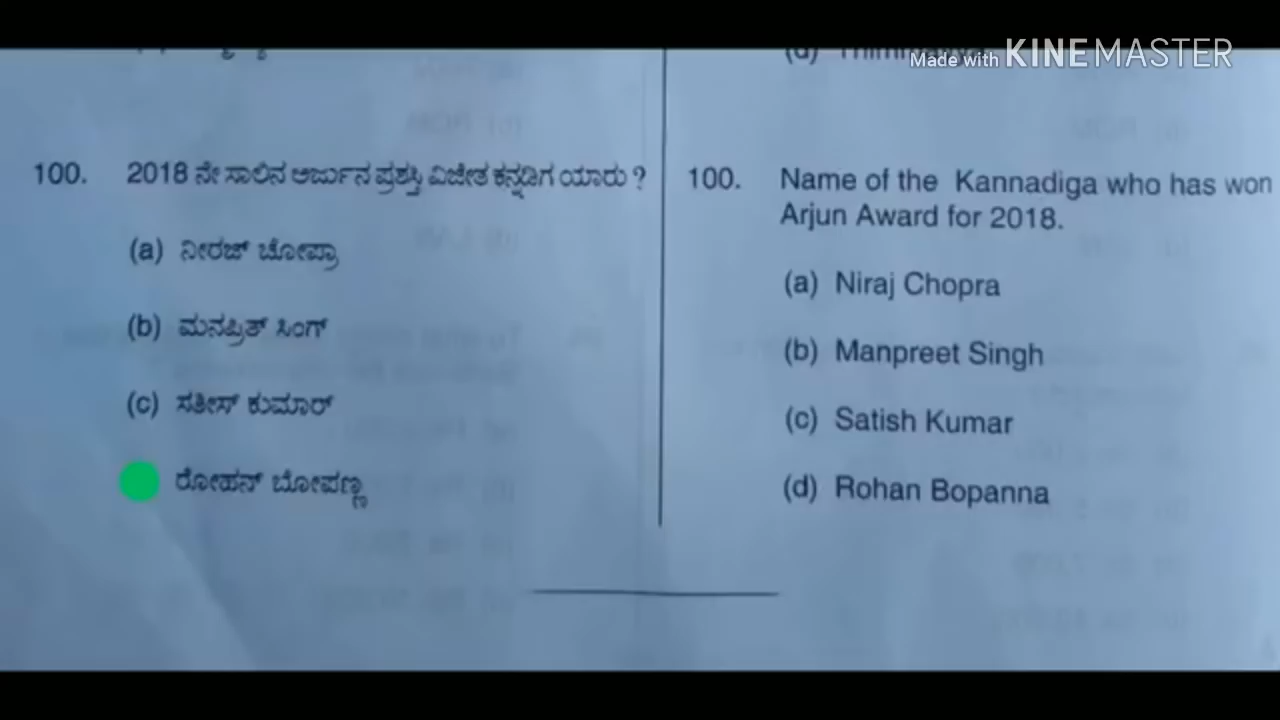 Made with KINEMASTER
100. 2018 ನೇ ಸಾಲಿನ ಅರ್ಜುನ ಪ್ರಶಸ್ತಿ ವಿಜೇತ ಕನ್ನಡಿಗ ಯಾರು ?
(a) ನೀರಜ್ ಚೋಪ್ರಾ
(b) ಮನಪ್ರಿತ್ ಸಿಂಗ್
(c) ಸತೀಸ್ ಕುಮಾರ್
ರೋಹನ್ ಬೋಪಣ್ಣ
100. Name of the Kannadiga who has won
Arjun Award for 2018.
(a) Niraj Chopra
(b) Manpreet Singh
(c) Satish Kumar
(d) Rohan Bopanna